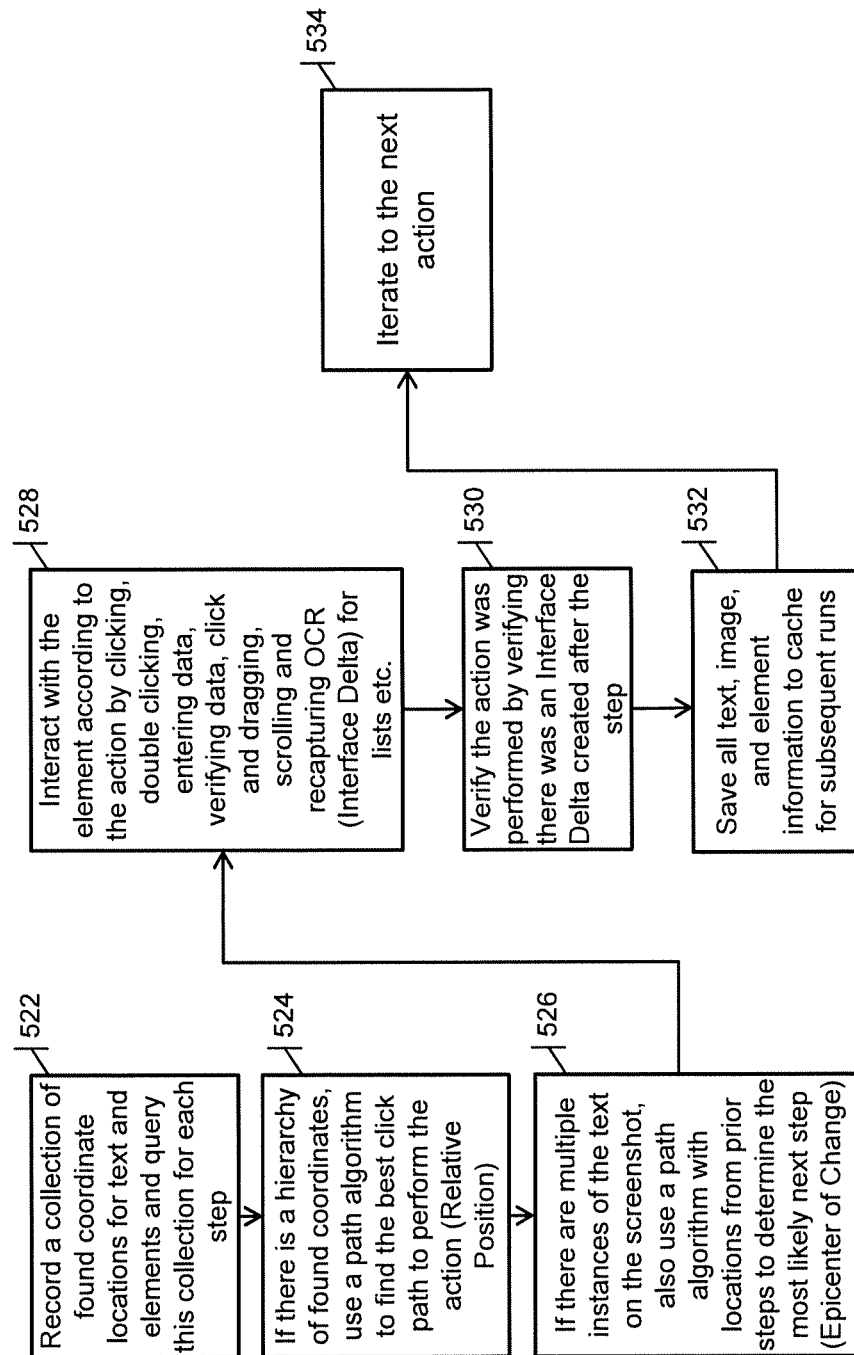 522
Record a collection of
found coordinate
locations for text and
elements and query
this collection for each
step
524
If there is a hierarchy
of found coordinates,
use a path algorithm
to find the best click
path to perform the
action (Relative
Position)
526
If there are multiple
instances of the text
on the screenshot,
also use a path
algorithm with
locations from prior
steps to determine the
most likely next step
(Epicenter of Change)
528
Interact with the
element according to
the action by clicking,
double clicking,
entering data,
verifying data, click
and dragging,
scrolling and
recapturing OCR
(Interface Delta) for
lists etc.
530
Verify the action was
performed by verifying
there was an Interface
Delta created after the
step
532
Save all text, image,
and element
information to cache
for subsequent runs
534
Iterate to the next
action